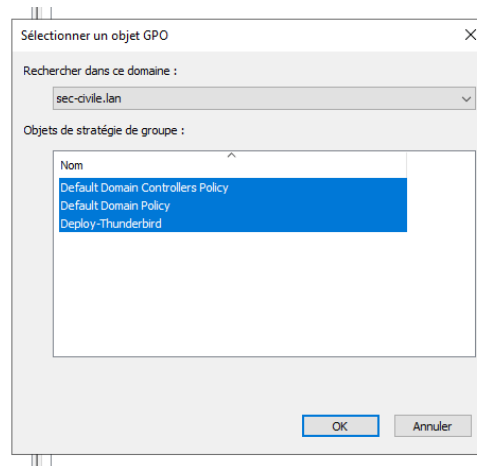 Sélectionner un objet GPO
Rechercher dans ce domaine :
sec-civile.lan
Objets de stratégie de groupe :
Nom
Default Domain Controllers Policy
Default Domain Policy
Deploy-Thunderbird
OK Annuler